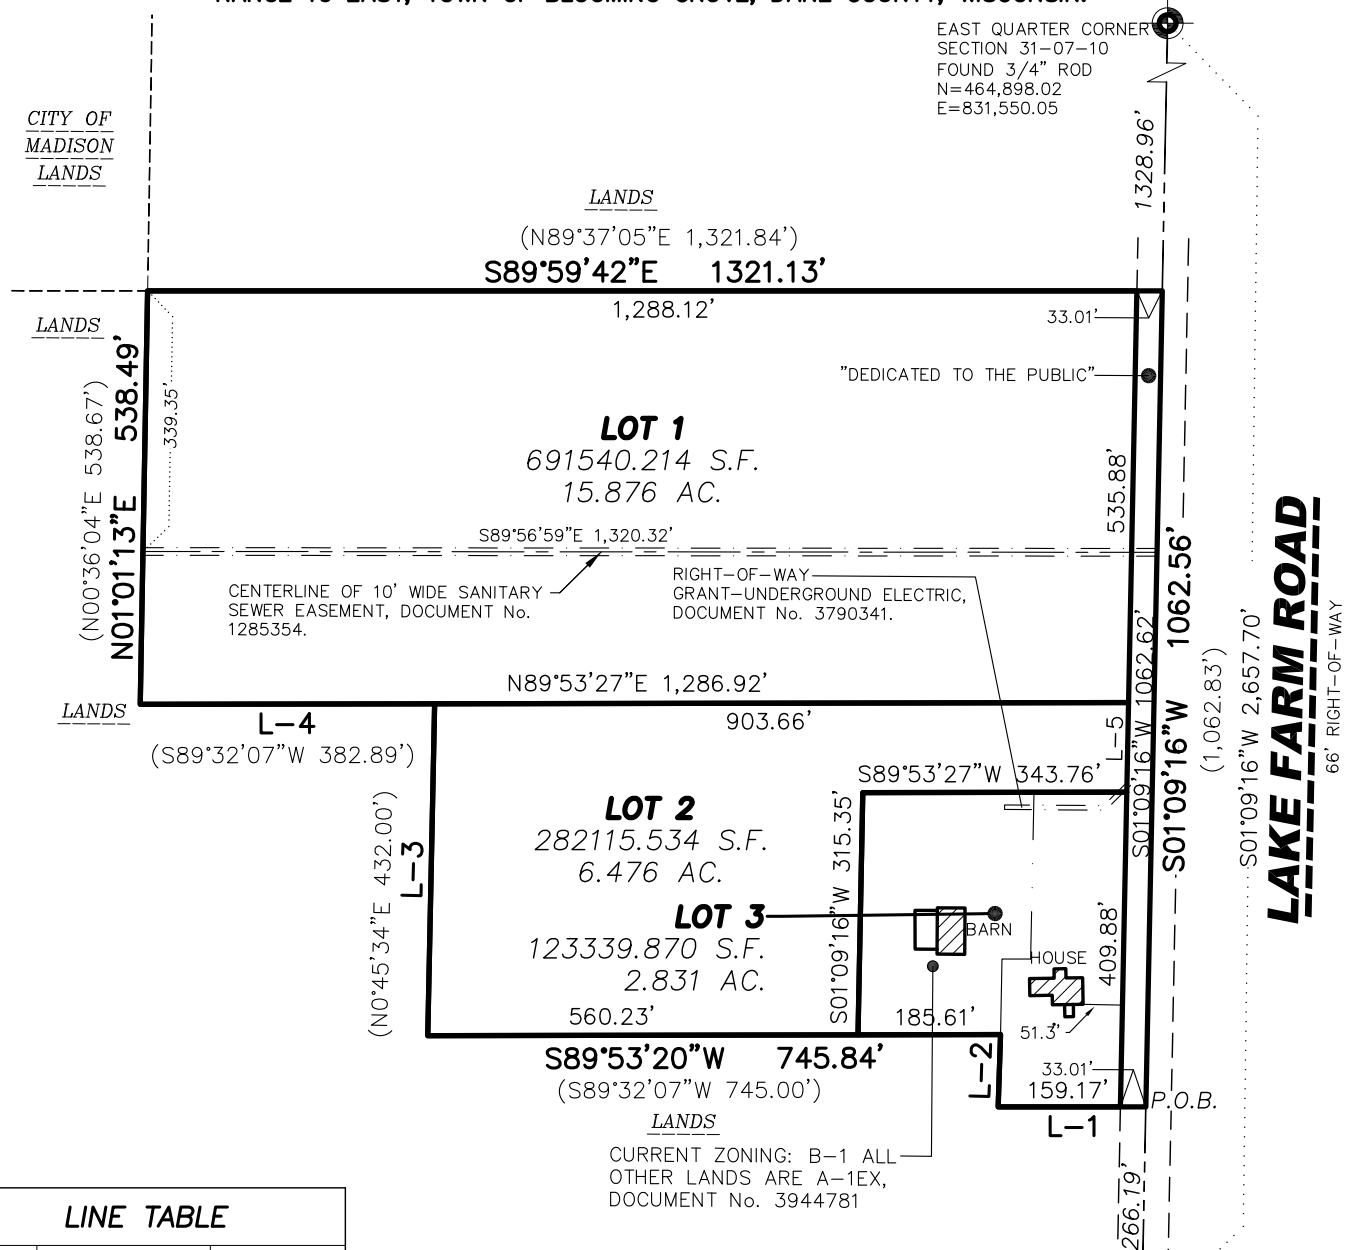 EAST QUARTER CORNER
SECTION 31-07-10
FOUND 3/4" ROD
N=464,898.02
E=831,550.05
CITY OF
MADISON
LANDS
1328.96'
LANDS
(N89°37'05"E 1,321.84')
S89°59'42"E 1321.13'
1,288.12'
33.01'
LANDS
"DEDICATED TO THE PUBLIC"
N01°01'13"E 538.49'
(N00°36'04"E 538.67')
339.35'
LOT 1
691540.214 S.F.
15.876 AC.
535.88'
S89°56'59"E 1,320.32'
CENTERLINE OF 10' WIDE SANITARY
SEWER EASEMENT, DOCUMENT No.
1285354.
RIGHT-OF-WAY
GRANT-UNDERGROUND ELECTRIC,
DOCUMENT No. 3790341.
S01°09'16"W 1062.62'
S01°09'16"W 1062.56'
(1,062.83')
S01°09'16"W 2,657.70'
LAKE FARM ROAD
66' RIGHT-OF-WAY
N89°53'27"E 1,286.92'
LANDS
L-4
(S89°32'07"W 382.89')
903.66'
L-5
S89°53'27"W 343.76'
LOT 2
282115.534 S.F.
6.476 AC.
L-3
(N0°45'34"E 432.00')
S01°09'16"W 315.35'
LOT 3
123339.870 S.F.
2.831 AC.
BARN
HOUSE
409.88'
51.3'
560.23'
185.61'
S89°53'20"W 745.84'
(S89°32'07"W 745.00')
L-2
33.01'
159.17'
P.O.B.
L-1
LANDS
CURRENT ZONING: B-1 ALL
OTHER LANDS ARE A-1EX,
DOCUMENT No. 3944781
266.19'
LINE TABLE